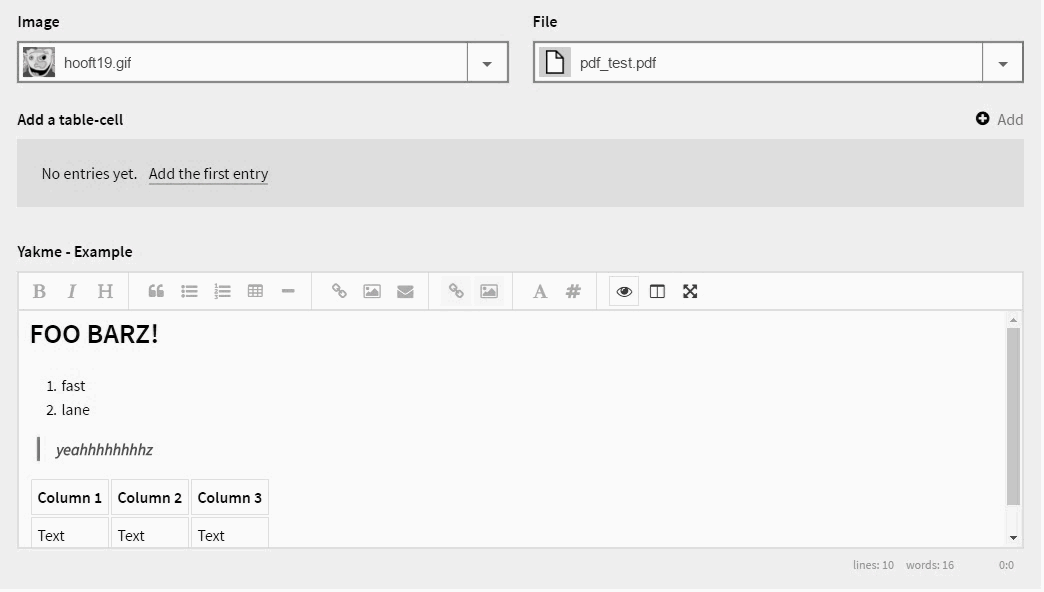 Image File
hooft19.gif pdf_test.pdf
Add a table-cell Add
No entries yet. Add the first entry
Yakme - Example
B I H A #
FOO BARZ!
1. fast
2. lane
yeahhhhhhhhz
Column 1 Column 2 Column 3
Text Text Text
lines: 10 words: 16 0:0